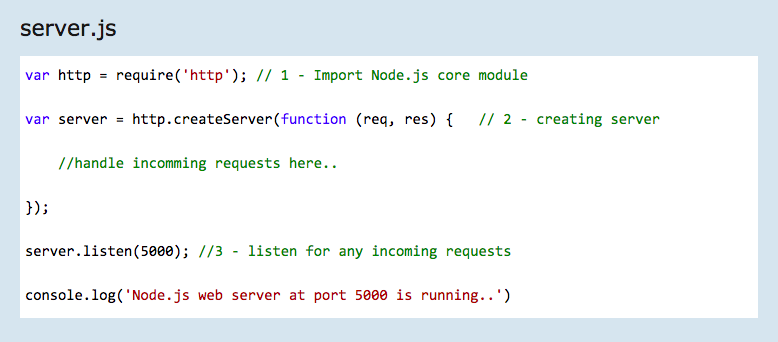 server.js
var http = require('http'); // 1 - Import Node.js core module
var server = http.createServer(function (req, res) {   // 2 - creating server
    //handle incomming requests here..
});
server.listen(5000); //3 - listen for any incoming requests
console.log('Node.js web server at port 5000 is running..')